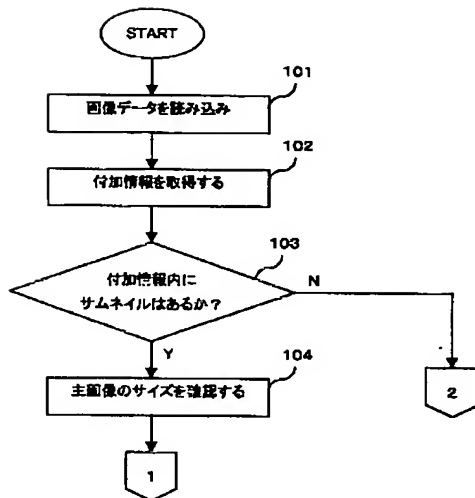 START
101
画像データを読み込み
102
付加情報を取得する
103
付加情報内に
サムネイルはあるか？
N
Y
104
主画像のサイズを確認する
2
1